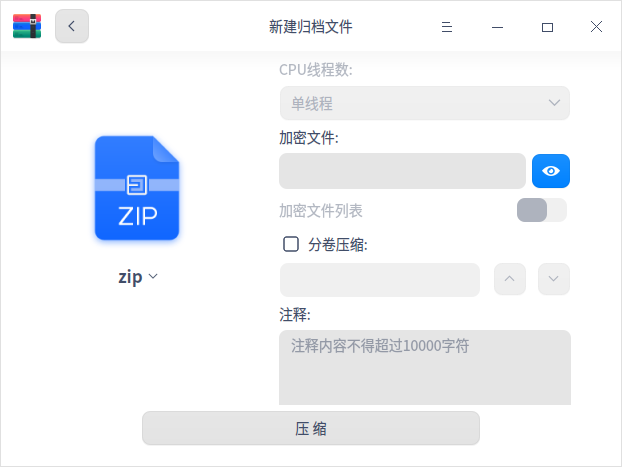 新建归档文件
CPU线程数:
单线程
加密文件:
加密文件列表
分卷压缩:
注释:
注释内容不得超过10000字符
ZIP
zip
压 缩